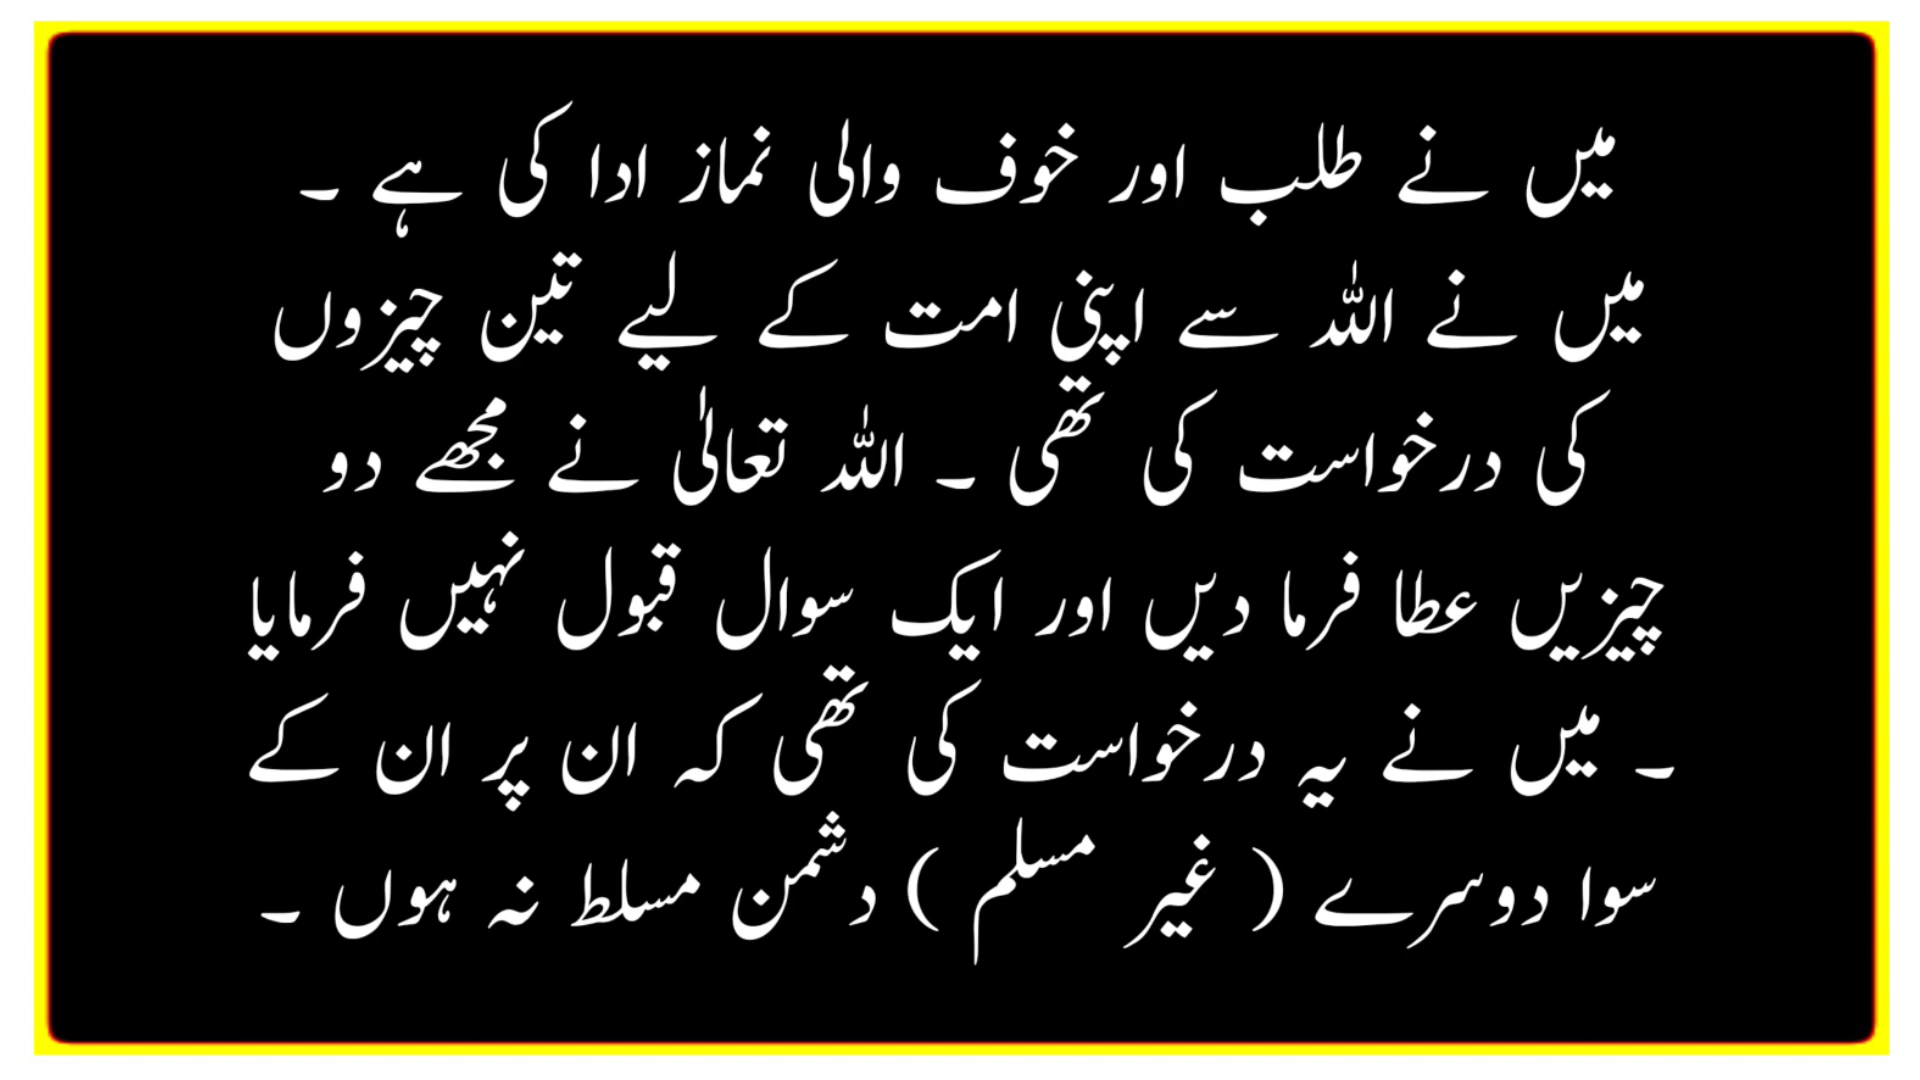 میں نے طلب اور خوف والی نماز ادا کی ہے ۔
میں نے اللہ سے اپنی امت کے لیے تین چیزوں
کی درخواست کی تھی ۔ اللہ تعالیٰ نے مجھے دو
چیزیں عطا فرما دیں اور ایک سوال قبول نہیں فرمایا
۔ میں نے یہ درخواست کی تھی کہ ان پر ان کے
سوا دوسرے ( غیر مسلم ) دشمن مسلط نہ ہوں ۔